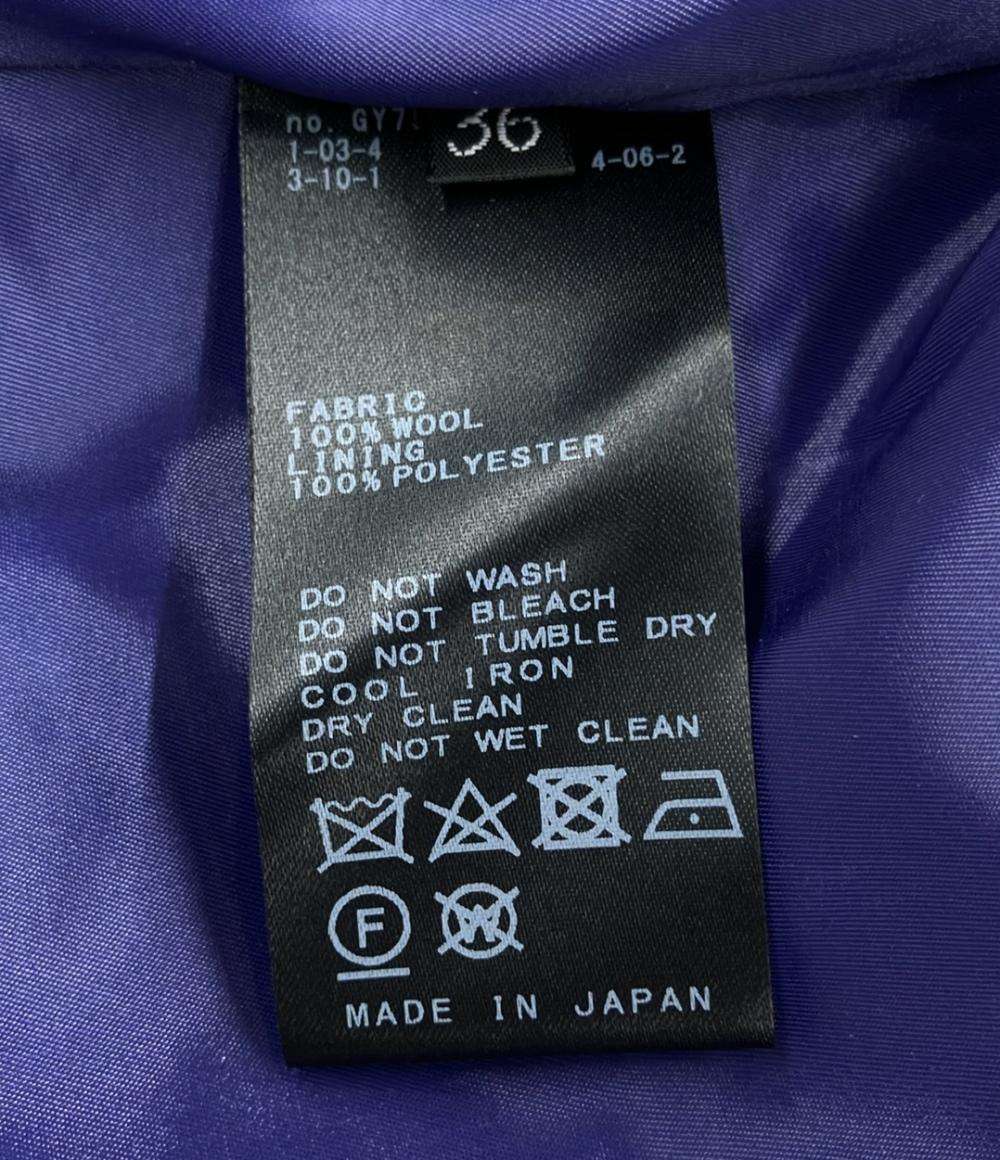 no. GY7
36
1-03-4
4-06-2
3-10-1
FABRIC
100% WOOL
LINING
100% POLYESTER
DO NOT WASH
DO NOT BLEACH
DO NOT TUMBLE DRY
COOL IRON
DRY CLEAN
DO NOT WET CLEAN
F W
MADE IN JAPAN